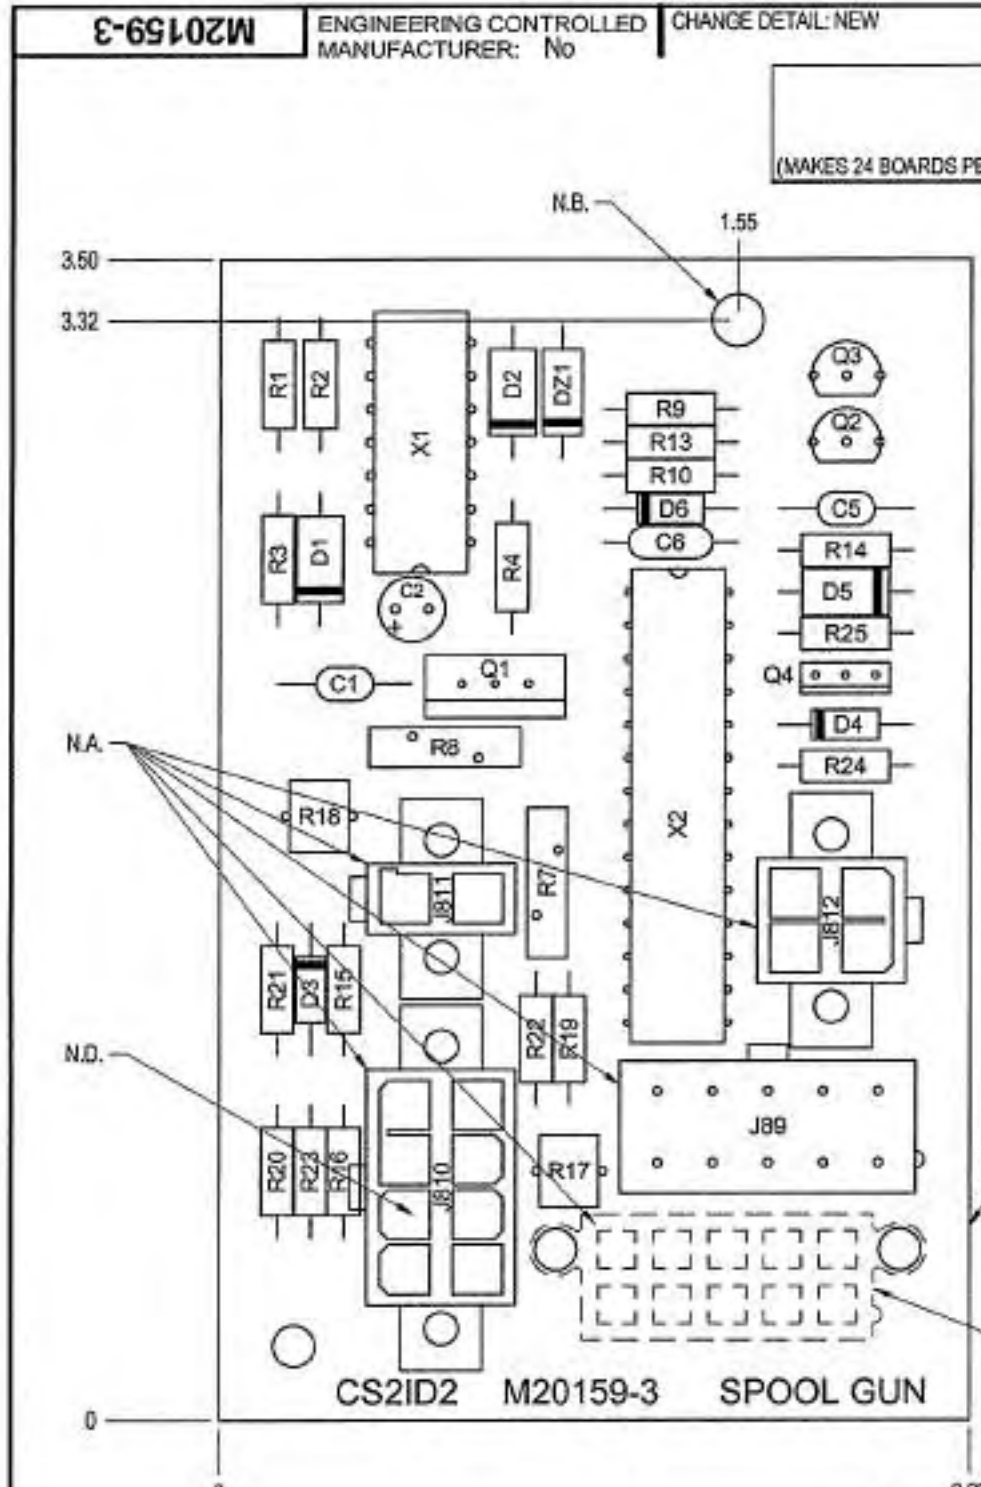 M20159-3
ENGINEERING CONTROLLED
MANUFACTURER: No
CHANGE DETAIL: NEW
(MAKES 24 BOARDS
N.B.
1.55
3.50
3.32
R1
R2
X1
D2
DZ1
R9
R13
R10
D6
C6
Q3
Q2
C5
R14
D5
R25
Q4
D4
R24
R3
D1
C2
+
R4
C1
Q1
R8
N.A.
R18
J811
R7
X2
J812
R21
D3
R15
R22
R19
N.D.
J89
R20
R23
R16
J810
R17
CS2ID2 M20159-3 SPOOL GUN
0